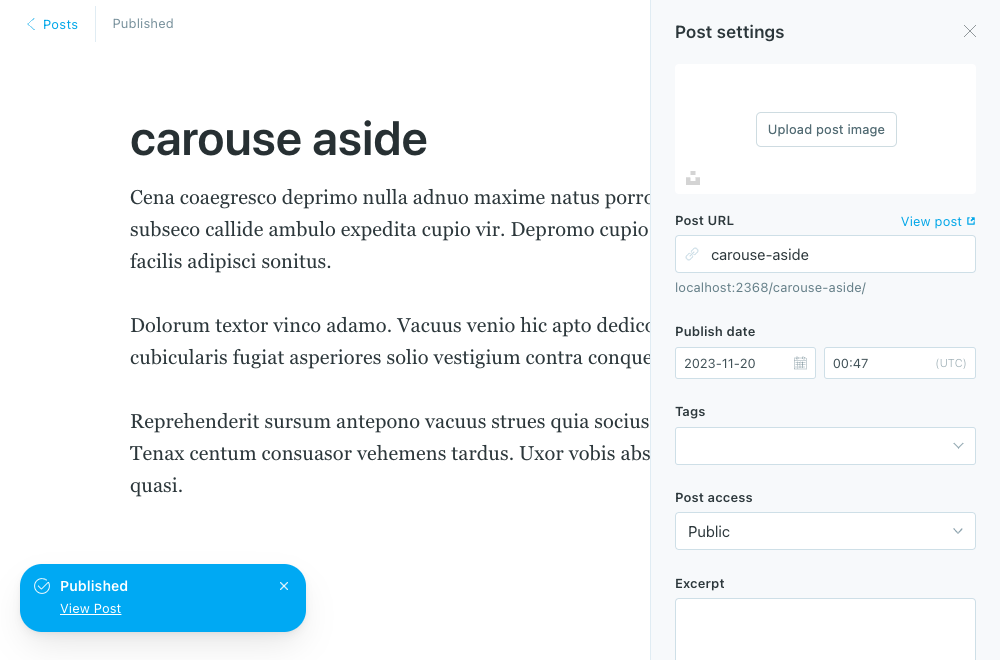 Posts
Published
carouse aside
Cena coaegresco deprimo nulla adnuo maxime natus
subseco callide ambulo expedita cupio vir. Depromo cupio
facilis adipisci sonitus.
Dolorum textor vinco adamo. Vacuus venio hic apto
cubicularis fugiat asperiores solio vestigium contra
Reprehenderit sursum antepono vacuus strues quia socius
Tenax centum consuasor vehemens tardus. Uxor vobis
quasi.
Published
View Post
Post settings
Upload post image
Post URL
View post
carouse-aside
localhost:2368/carouse-aside/
Publish date
2023-11-20
00:47
(UTC)
Tags
Post access
Public
Excerpt